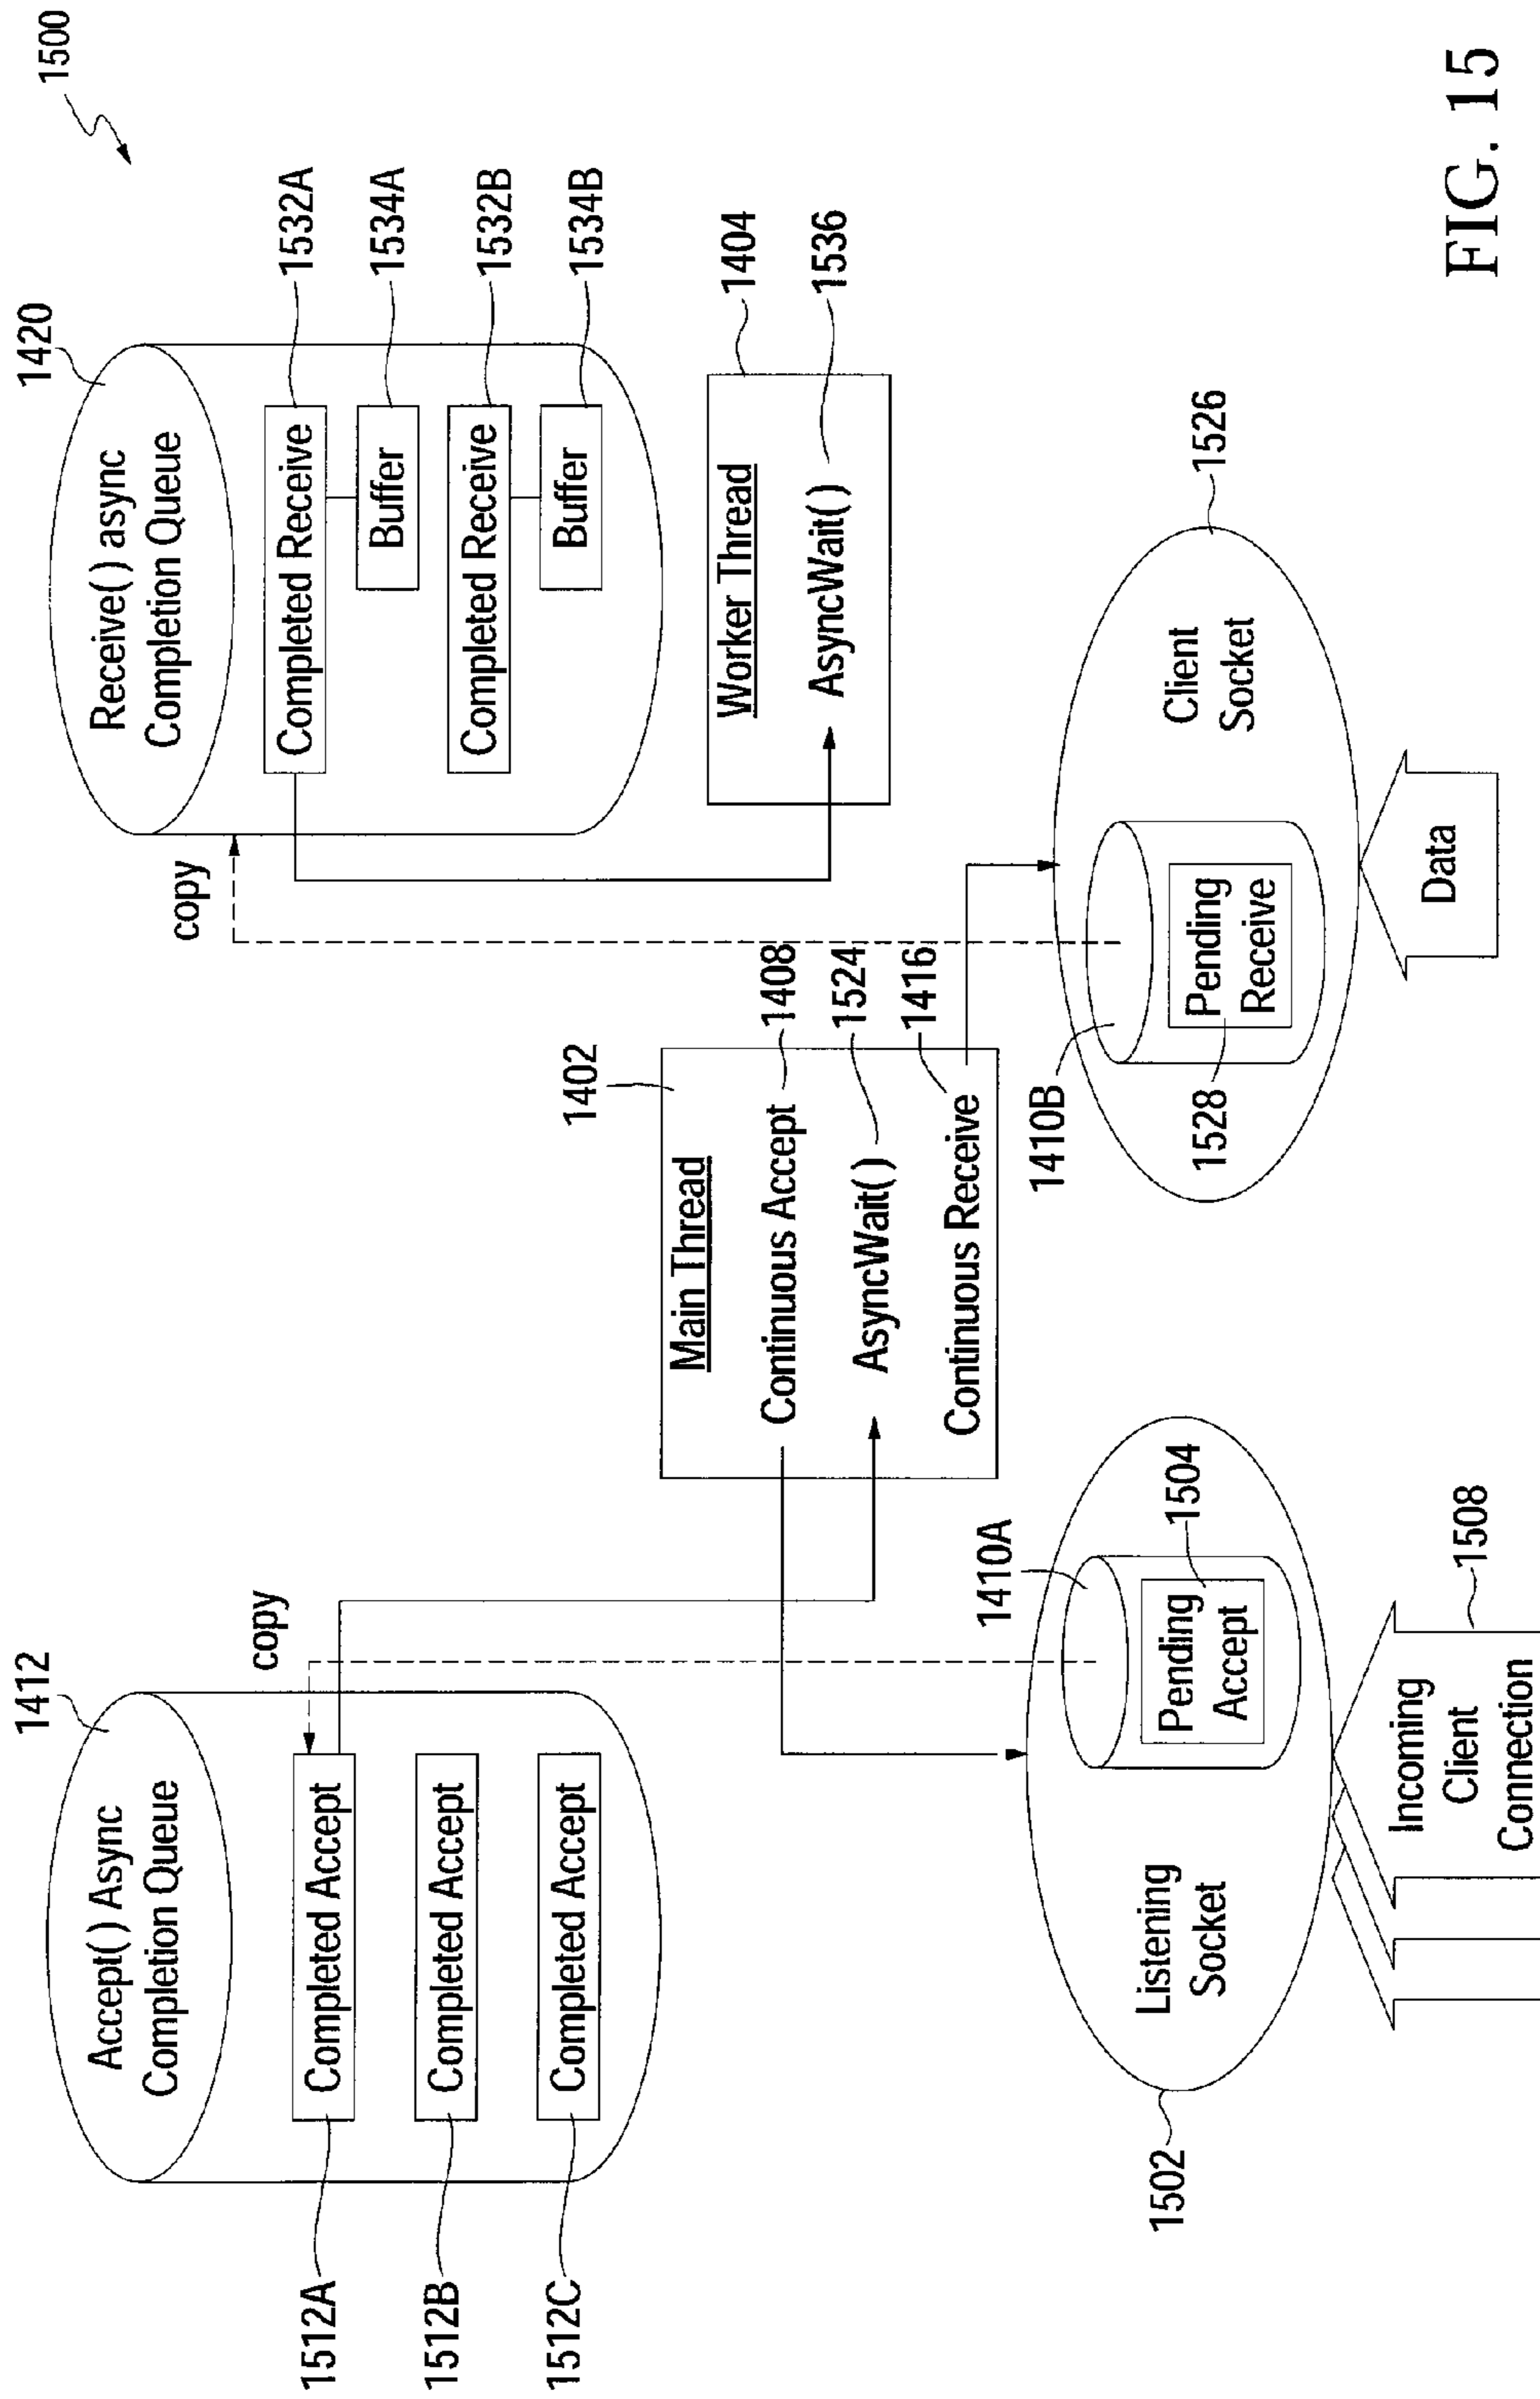 1500
1412
Accept( ) Async
Completion Queue
Completed Accept
Completed Accept
Completed Accept
1512A
1512B
1512C
copy
1420
Receive( ) async
Completion Queue
Completed Receive
1532A
Buffer
1534A
Completed Receive
1532B
Buffer
1534B
copy
1402
Main Thread
Continuous Accept
1408
AsyncWait( )
1524
Continuous Receive
1416
Worker Thread
1404
AsyncWait( )
1536
1502
Listening
Socket
1410A
Pending
Accept
1504
Incoming
Client
Connection
1508
1410B
Pending
Receive
1528
Client
Socket
1526
Data
FIG. 15